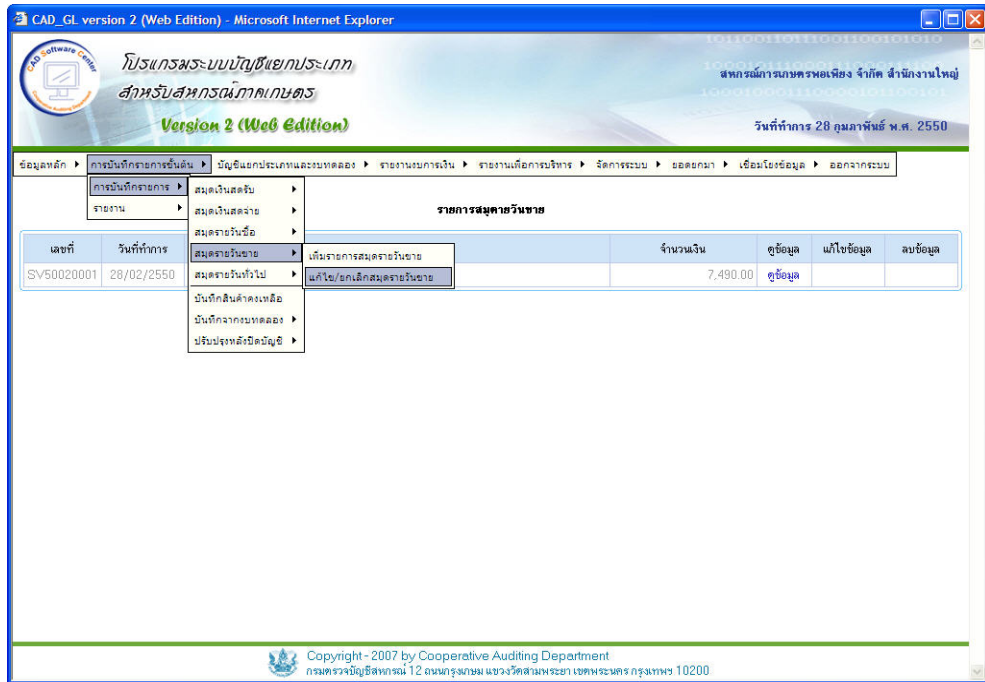 CAD_GL version 2 (Web Edition) - Microsoft Internet Explorer
CAD Software Center
โปรแกรมระบบบัญชีแยกประเภท
สำหรับสหกรณ์ภาคเกษตร
Version 2 (Web Edition)
สหกรณ์การเกษตรพอเพียง จำกัด สำนักงานใหญ่
วันที่ทำการ 28 กุมภาพันธ์ พ.ศ. 2550
ข้อมูลหลัก การบันทึกรายการขั้นต้น บัญชีแยกประเภทและงบทดลอง รายงานงบการเงิน รายงานเพื่อการบริหาร จัดการระบบ ยอดยกมา เชื่อมโยงข้อมูล ออกจากระบบ
การบันทึกรายการ
รายงาน
สมุดเงินสดรับ
สมุดเงินสดจ่าย
สมุดรายวันซื้อ
สมุดรายวันขาย
สมุดรายวันทั่วไป
บันทึกสินค้าคงเหลือ
บันทึกจากงบทดลอง
ปรับปรุงหลังปิดบัญชี
เพิ่มรายการสมุดรายวันขาย
แก้ไข/ยกเลิกสมุดรายวันขาย
รายการสมุดรายวันขาย
เลขที่ วันที่ทำการ จำนวนเงิน ดูข้อมูล แก้ไขข้อมูล ลบข้อมูล
SV50020001 28/02/2550 7,490.00 ดูข้อมูล
Copyright - 2007 by Cooperative Auditing Department
กรมตรวจบัญชีสหกรณ์ 12 ถนนกรุงเกษม แขวงวัดสามพระยา เขตพระนคร กรุงเทพฯ 10200